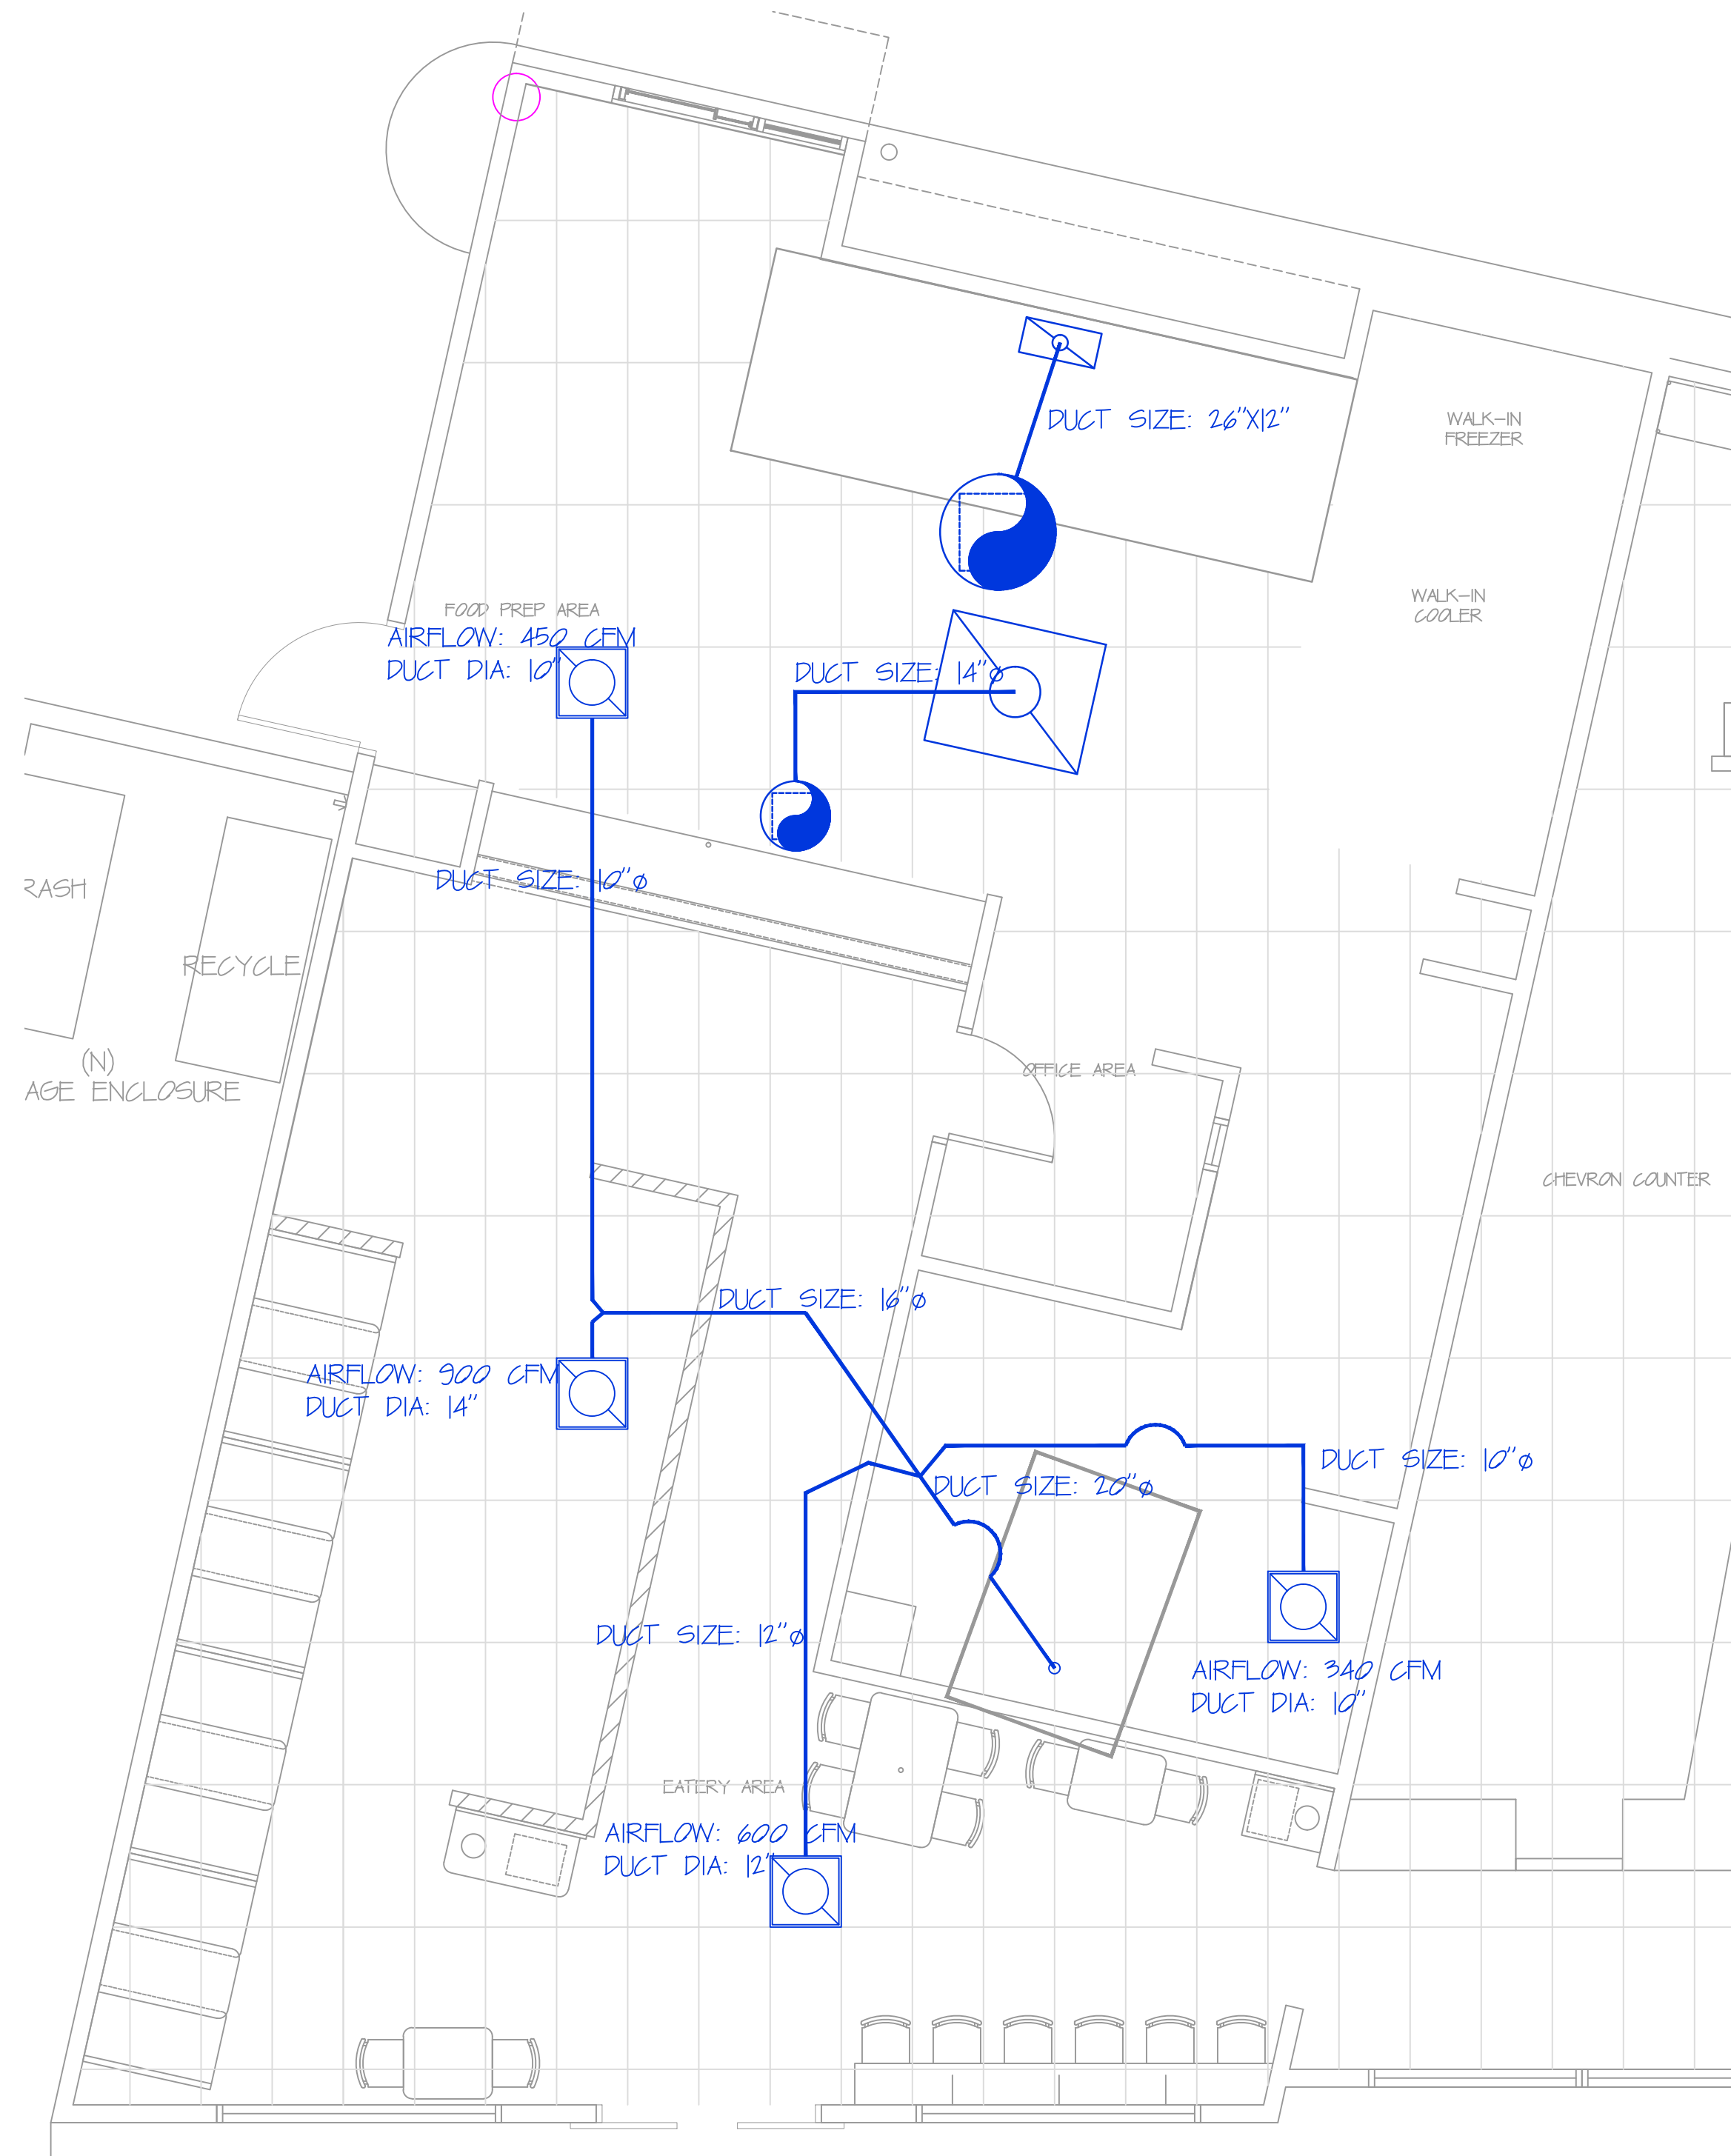 DUCT SIZE: 26"X12"
WALK-IN
FREEZER
WALK-IN
COOLER
FOOD PREP AREA
AIRFLOW: 450 CFM
DUCT DIA: 10"
DUCT SIZE: 14"ø
DUCT SIZE: 10"ø
RASH
RECYCLE
(N)
AGE ENCLOSURE
OFFICE AREA
CHEVRON COUNTER
DUCT SIZE: 16"ø
AIRFLOW: 900 CFM
DUCT DIA: 14"
DUCT SIZE: 10"ø
DUCT SIZE: 20"ø
DUCT SIZE: 12"ø
AIRFLOW: 340 CFM
DUCT DIA: 10"
EATERY AREA
AIRFLOW: 600 CFM
DUCT DIA: 12"